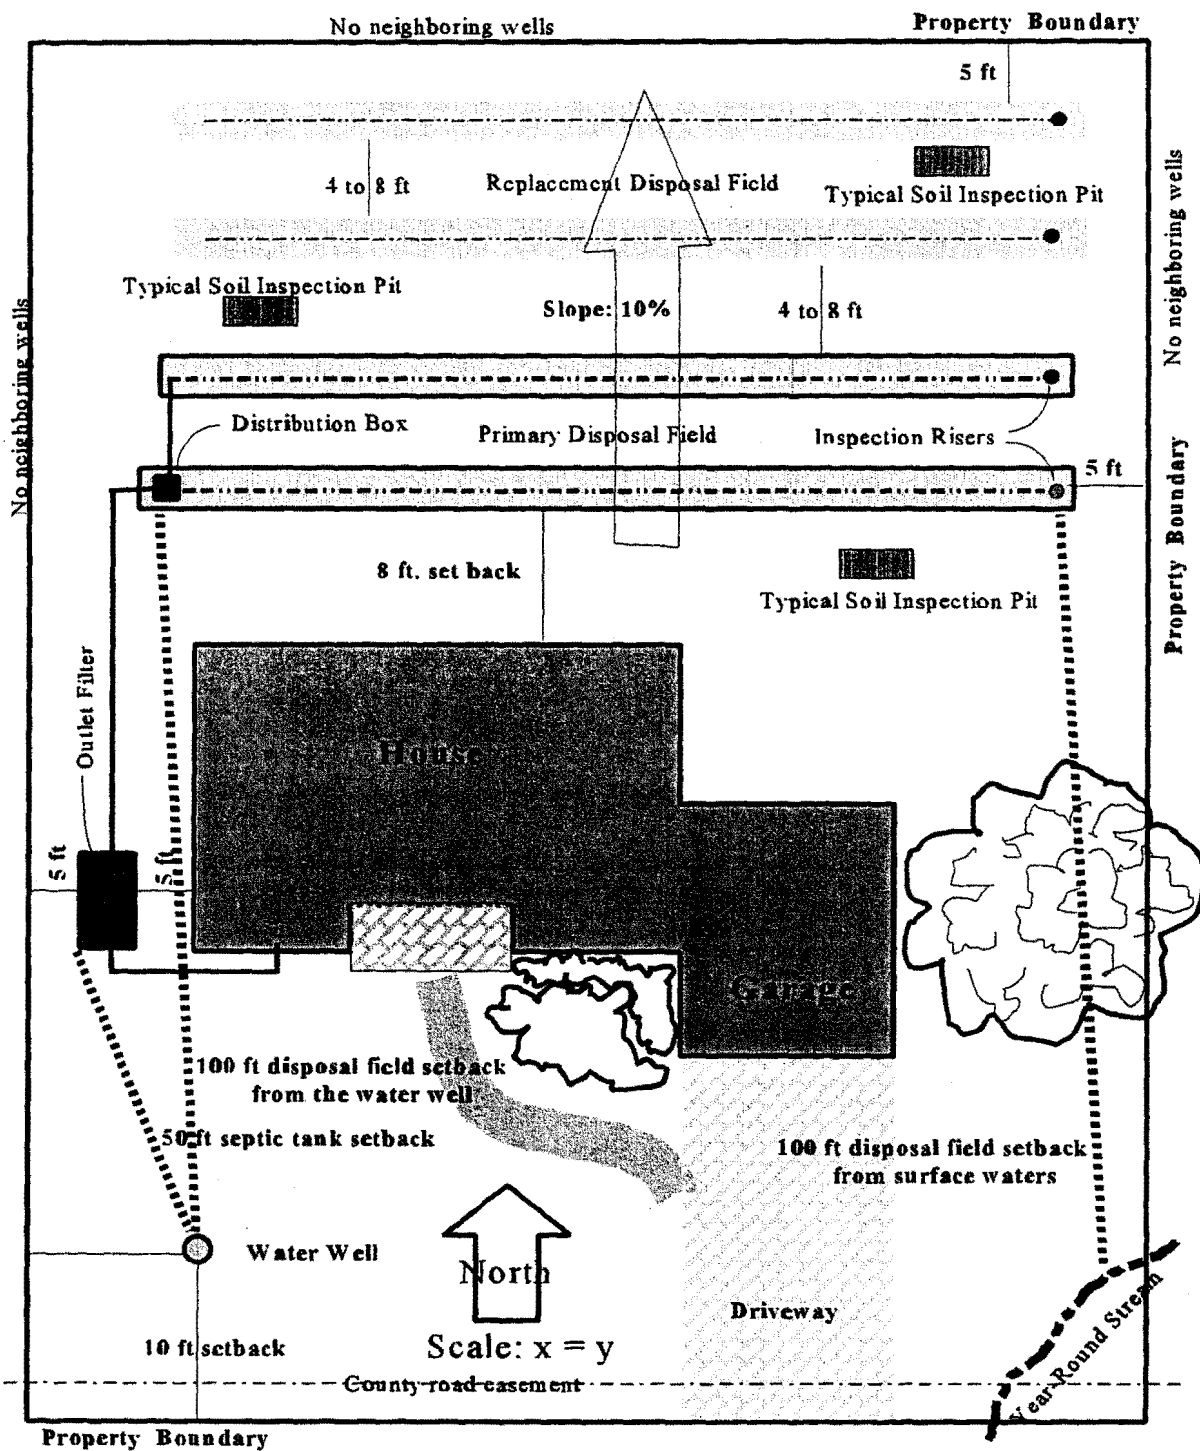 No neighboring wells
Property Boundary
5 ft
4 to 8 ft
Replacement Disposal Field
Typical Soil Inspection Pit
No neighboring wells
Typical Soil Inspection Pit
Slope: 10%
4 to 8 ft
No neighboring wells
Distribution Box
Primary Disposal Field
Inspection Risers
5 ft
Property Boundary
8 ft. set back
Typical Soil Inspection Pit
Outlet Filter
House
5 ft
5 ft
Garage
100 ft disposal field setback
from the water well
50 ft septic tank setback
100 ft disposal field setback
from surface waters
Water Well
North
Driveway
Year-Round Stream
10 ft setback
Scale: x = y
County road easement
Property Boundary